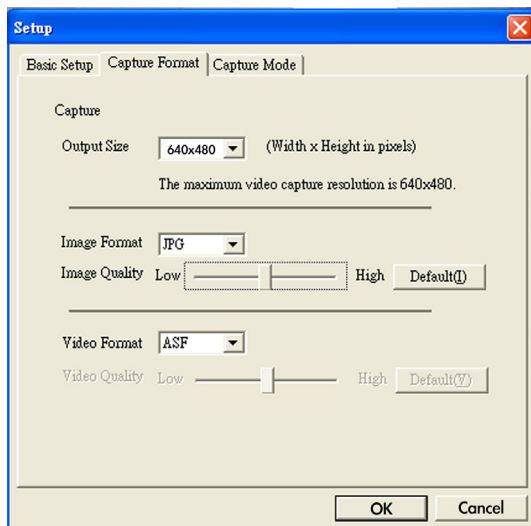 Setup
Basic Setup Capture Format Capture Mode
Capture
Output Size 640x480 (Width x Height in pixels)
The maximum video capture resolution is 640x480.
Image Format JPG
Image Quality Low High Default(I)
Video Format ASF
Video Quality Low High Default(V)
OK Cancel